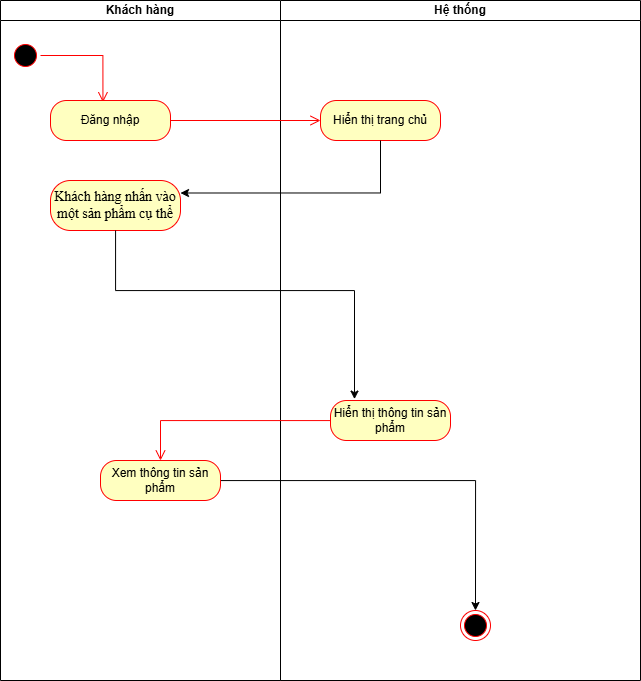 Khách hàng
Hệ thống
Đăng nhập
Hiển thị trang chủ
Khách hàng nhấn vào
một sản phẩm cụ thể
Hiển thị thông tin sản
phẩm
Xem thông tin sản
phẩm